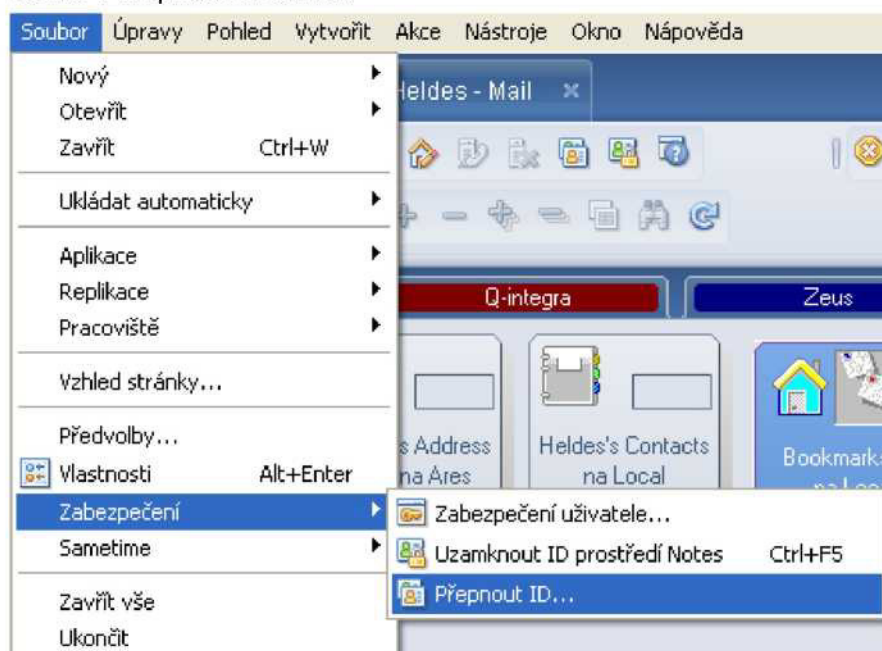 Soubor Úpravy Pohled Vytvořit Akce Nástroje Okno Nápověda
Nový
Otevřít
Zavřít Ctrl+W
Ukládat automaticky
Aplikace
Replikace
Pracoviště
Vzhled stránky...
Předvolby...
Vlastnosti Alt+Enter
Zabezpečení
Sametime
Zavřít vše
Ukončit
Heldes - Mail
Q-integra Zeus
s Address
na Ares
Heldes's Contacts
na Local
Bookmark
Zabezpečení uživatele...
Uzamknout ID prostředí Notes Ctrl+F5
Přepnout ID...